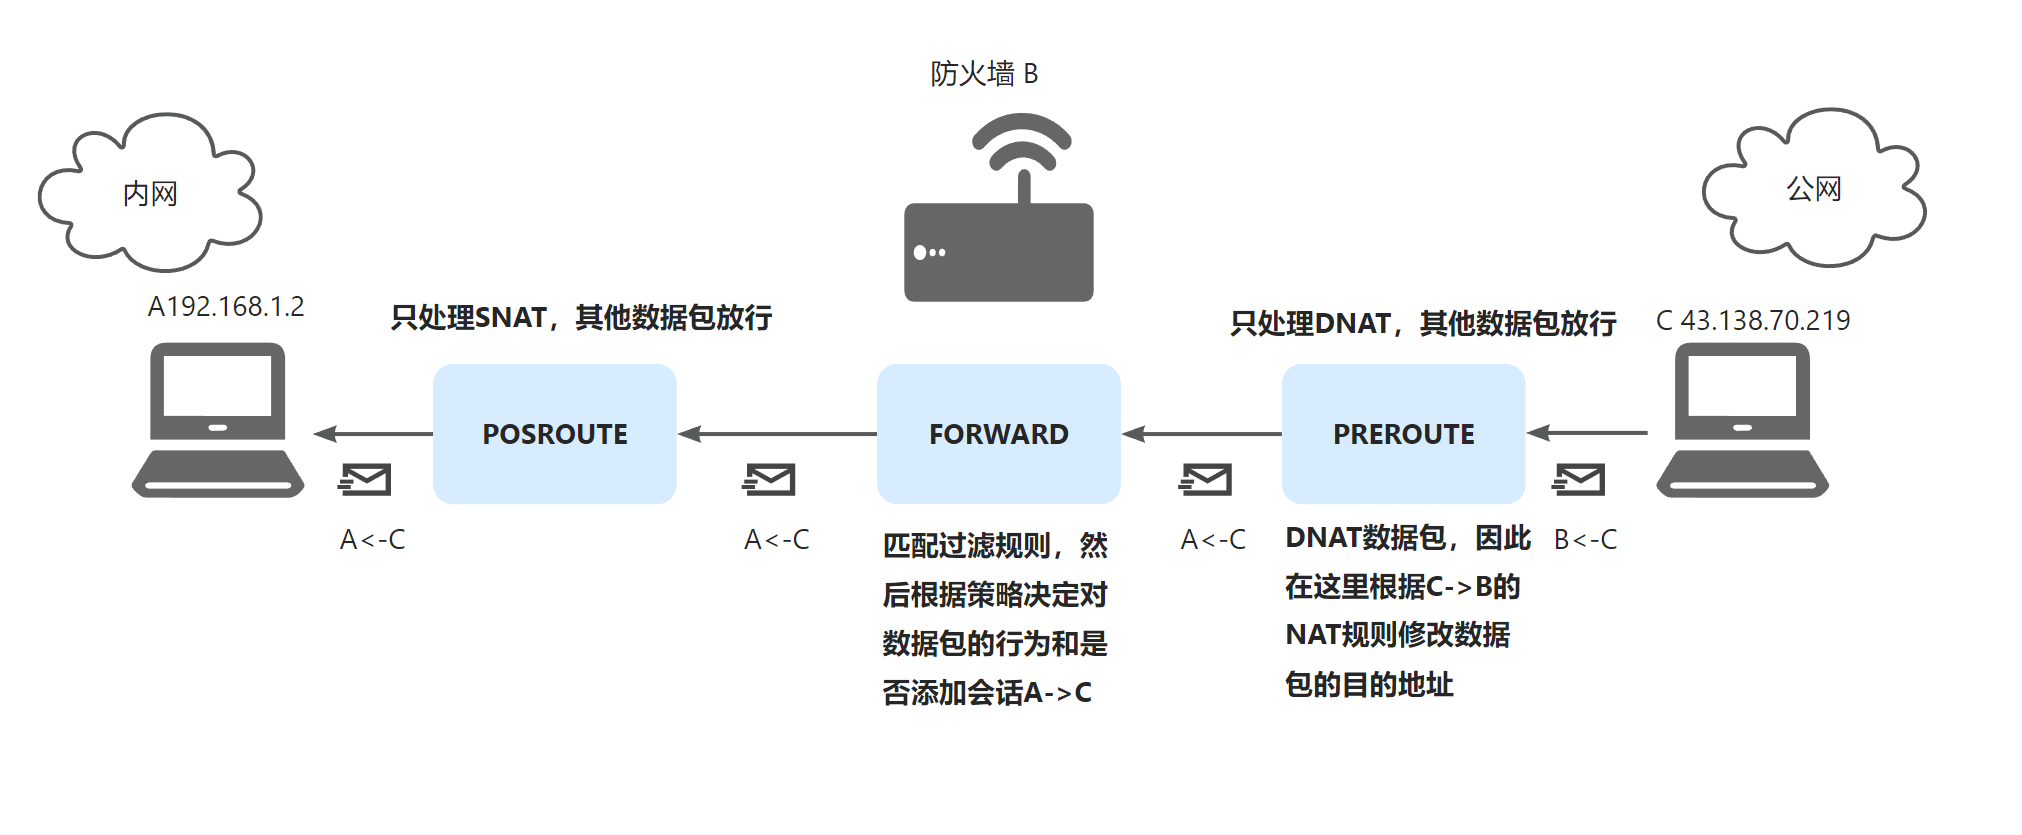 防火墙 B
内网
公网
A192.168.1.2
只处理SNAT，其他数据包放行
只处理DNAT，其他数据包放行
C 43.138.70.219
POSROUTE
FORWARD
PREROUTE
A<-C
A<-C
A<-C
B<-C
匹配过滤规则，然
后根据策略决定对
数据包的行为和是
否添加会话A->C
DNAT数据包，因此
在这里根据C->B的
NAT规则修改数据
包的目的地址